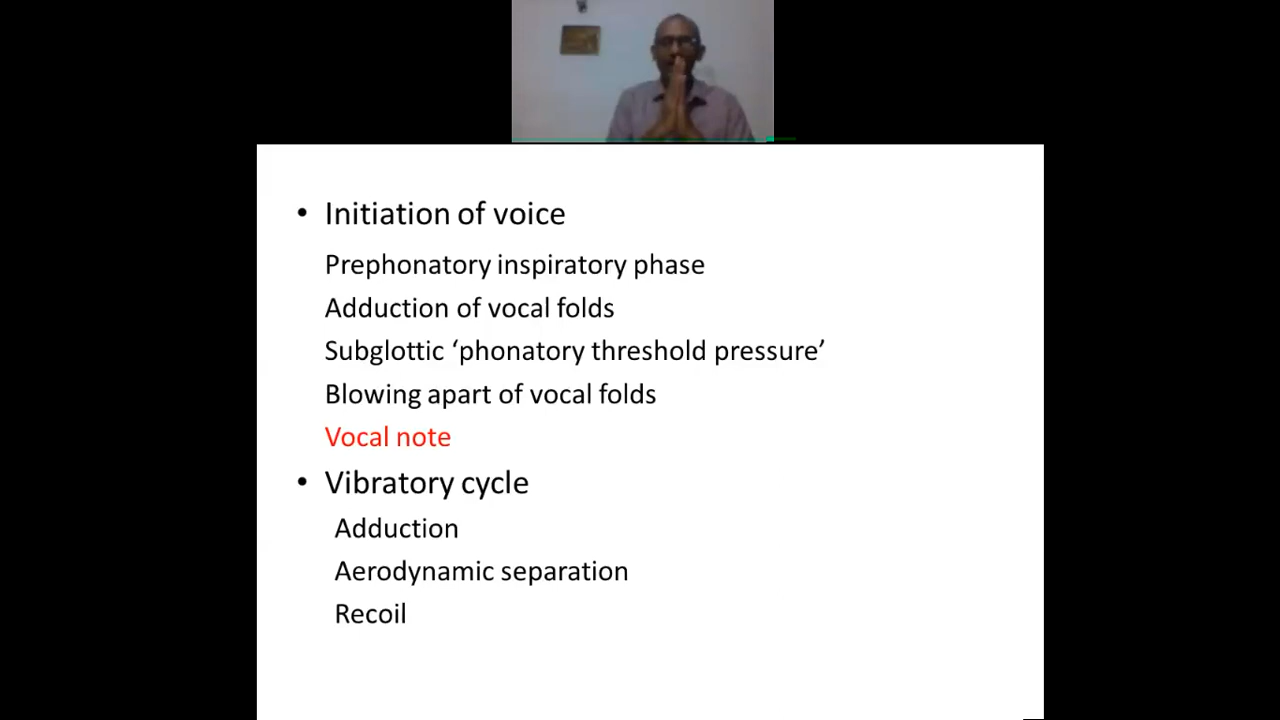 • Initiation of voice
Prephonatory inspiratory phase
Adduction of vocal folds
Subglottic ‘phonatory threshold pressure’
Blowing apart of vocal folds
Vocal note
• Vibratory cycle
Adduction
Aerodynamic separation
Recoil